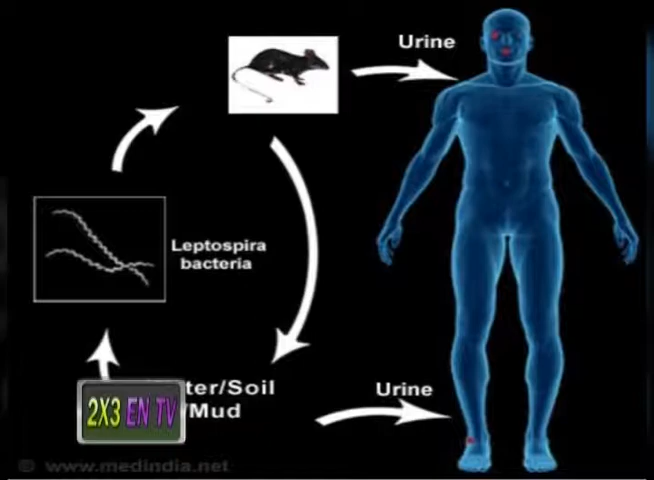 Urine
Leptospira
bacteria
ter/Soil
/Mud
Urine
2X3 EN TV
© www.medindia.net